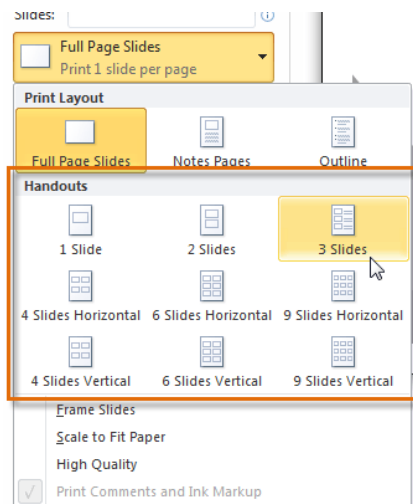 Slides:
Full Page Slides
Print 1 slide per page
Print Layout
Full Page Slides Notes Pages Outline
Handouts
1 Slide 2 Slides 3 Slides
4 Slides Horizontal 6 Slides Horizontal 9 Slides Horizontal
4 Slides Vertical 6 Slides Vertical 9 Slides Vertical
Frame Slides
Scale to Fit Paper
High Quality
Print Comments and Ink Markup